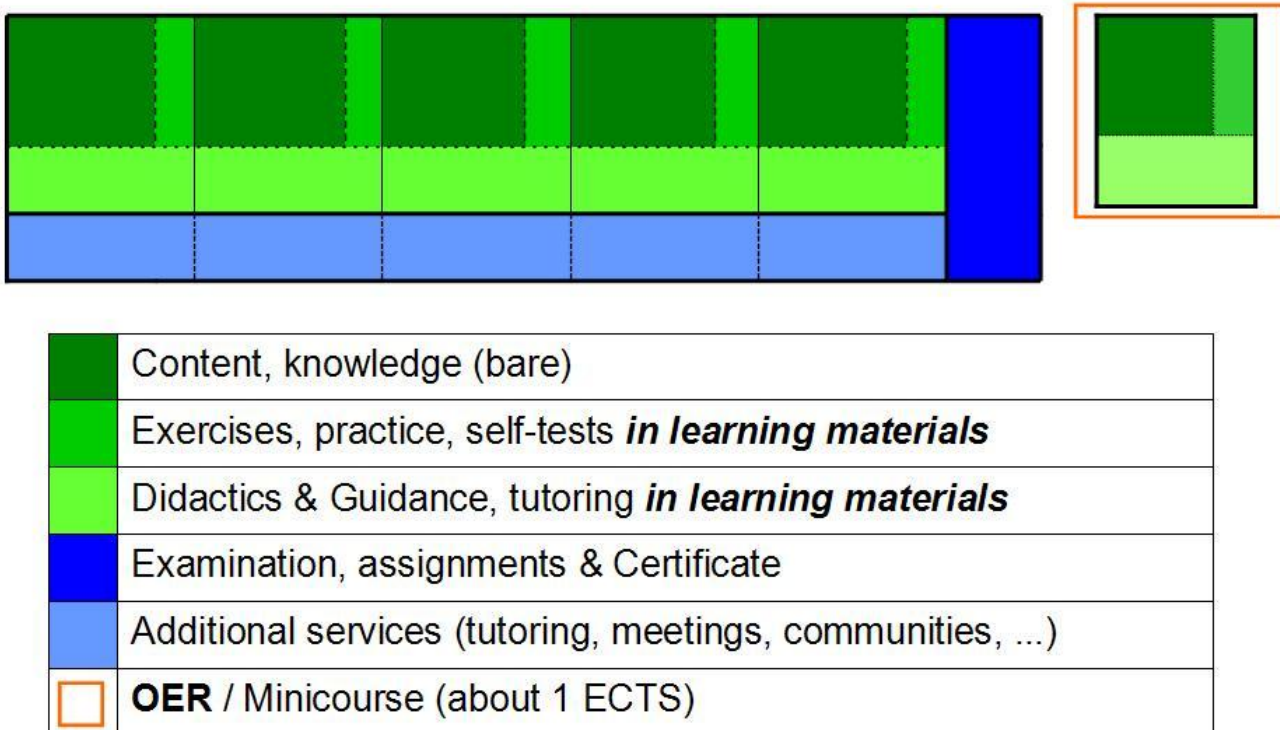 Content, knowledge (bare)
Exercises, practice, self-tests in learning materials
Didactics & Guidance, tutoring in learning materials
Examination, assignments & Certificate
Additional services (tutoring, meetings, communities, ...)
OER / Minicourse (about 1 ECTS)